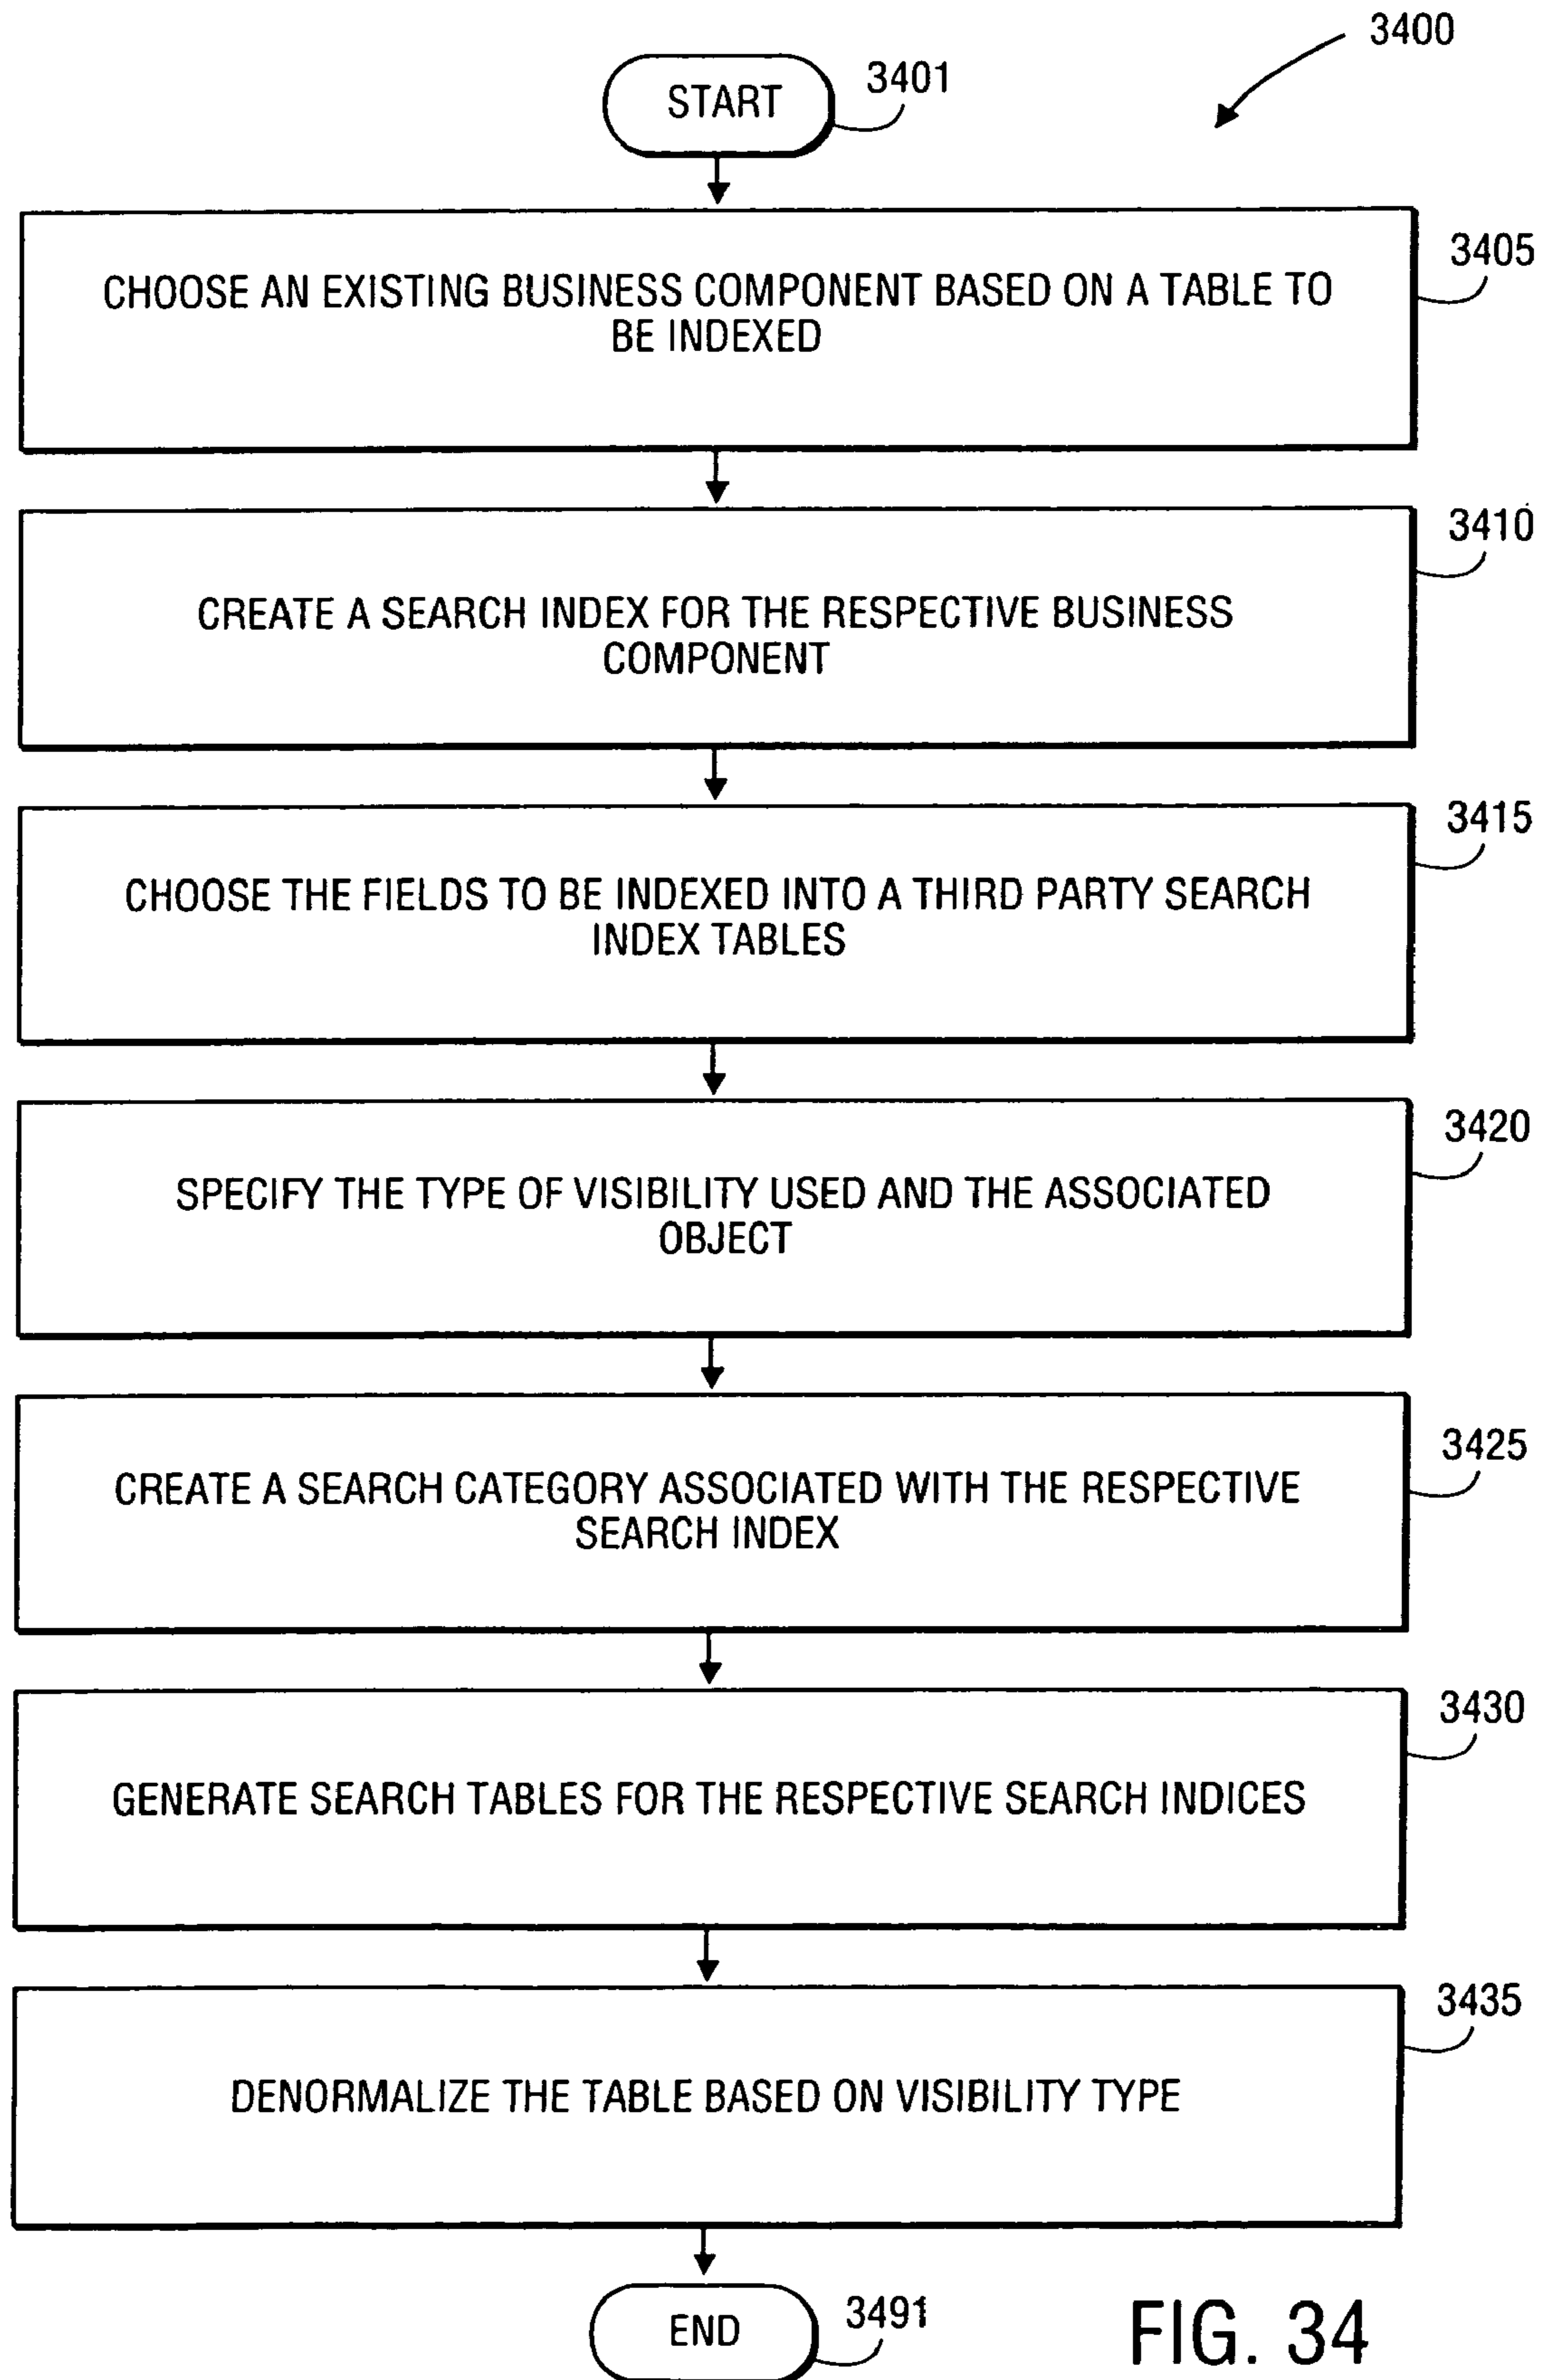 3400
START
3401
CHOOSE AN EXISTING BUSINESS COMPONENT BASED ON A TABLE TO
BE INDEXED
3405
CREATE A SEARCH INDEX FOR THE RESPECTIVE BUSINESS
COMPONENT
3410
CHOOSE THE FIELDS TO BE INDEXED INTO A THIRD PARTY SEARCH
INDEX TABLES
3415
SPECIFY THE TYPE OF VISIBILITY USED AND THE ASSOCIATED
OBJECT
3420
CREATE A SEARCH CATEGORY ASSOCIATED WITH THE RESPECTIVE
SEARCH INDEX
3425
GENERATE SEARCH TABLES FOR THE RESPECTIVE SEARCH INDICES
3430
DENORMALIZE THE TABLE BASED ON VISIBILITY TYPE
3435
END
3491
FIG. 34